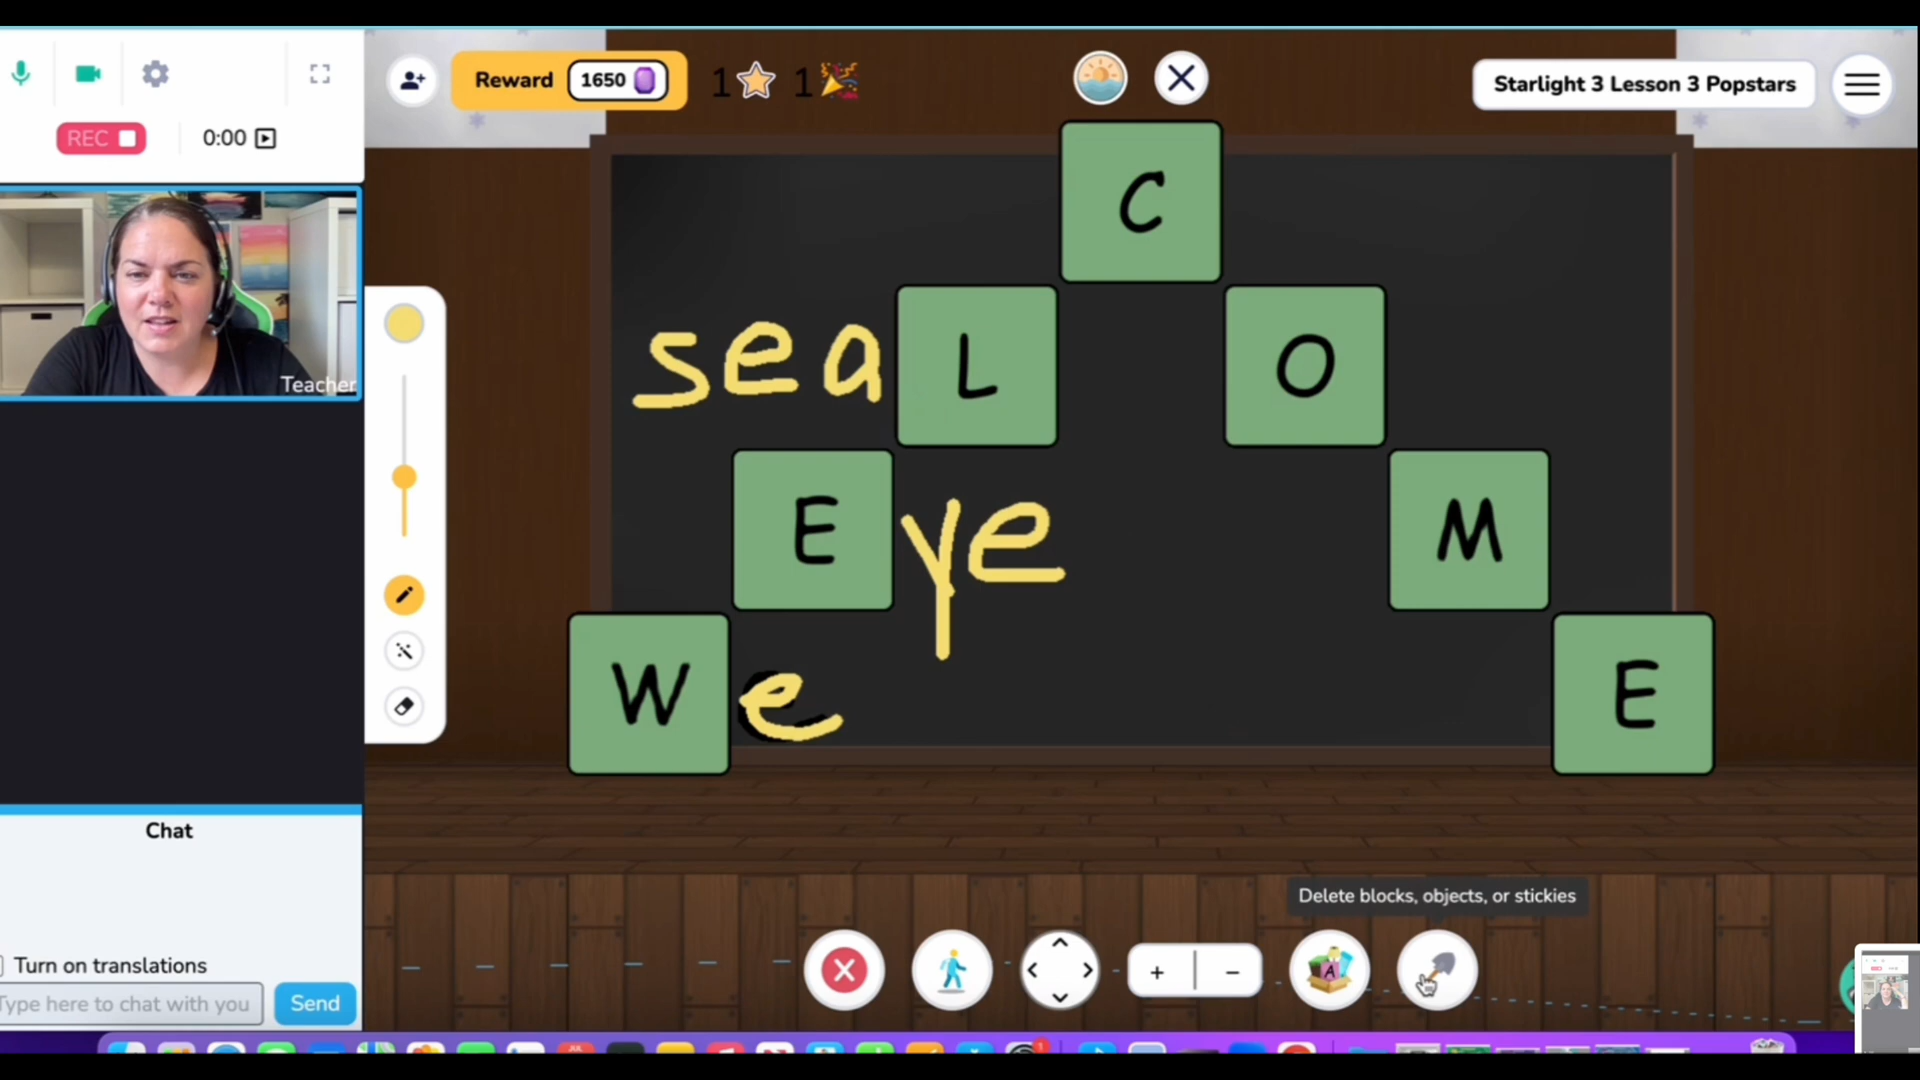 Reward 1650 1 1
Starlight 3 Lesson 3 Popstars
REC 0:00
Teacher
C
sea L O
E ye M
W e E
Chat
Delete blocks, objects, or stickies
Turn on translations
Type here to chat with you
Send
+ −
A